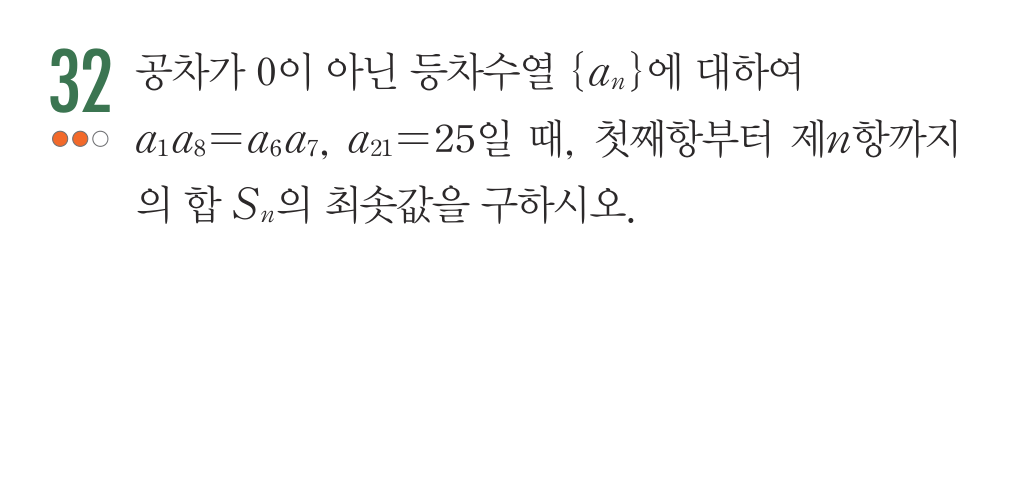 32 공차가 0이 아닌 등차수열 {aₙ}에 대하여
a₁a₈=a₆a₇, a₂₁=25일 때, 첫째항부터 제n항까지
의 합 Sₙ의 최솟값을 구하시오.